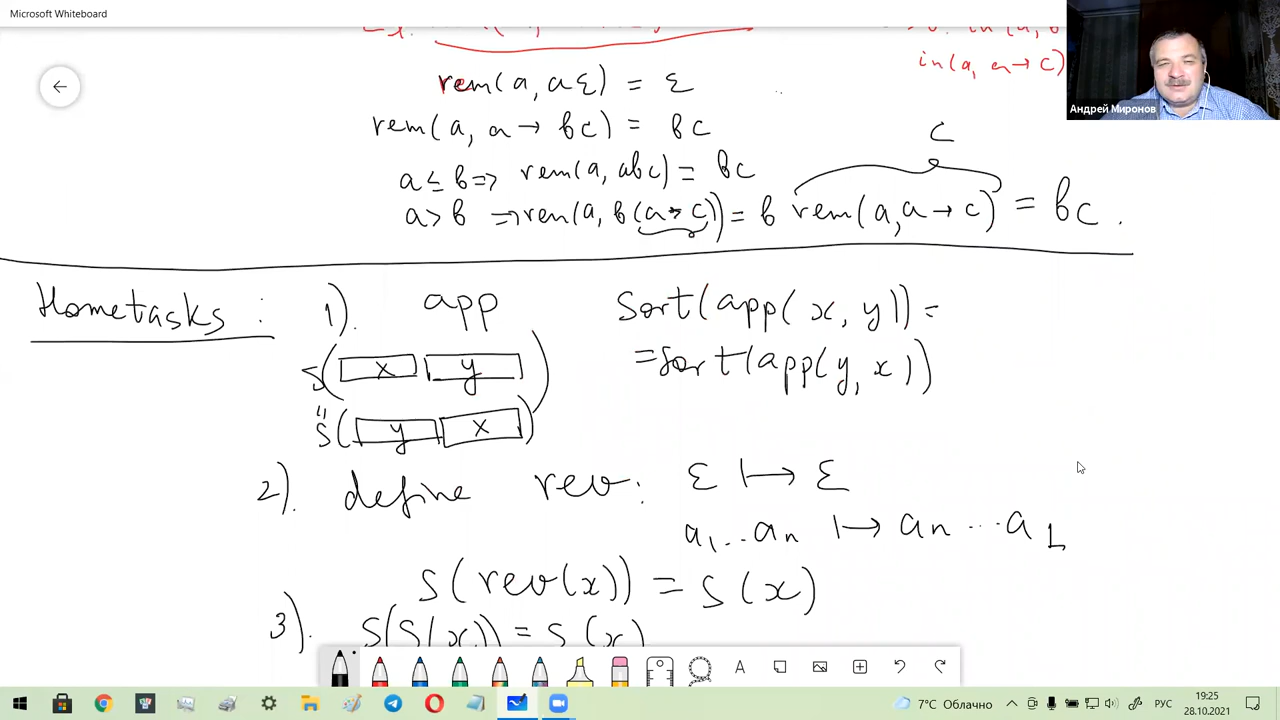 Microsoft Whiteboard
in(a, a → c)
Андрей Миронов
rem(a, aε) = ε
rem(a, a → bc) = bc
a ≤ b ⇒ rem(a, abc) = bc
a > b ⇒ rem(a, b(a → c)) = b rem(a, a → c) = bc.
c
Hometasks : 1). app
sort(app(x, y)) =
= sort(app(y, x))
s( x y )
"
s( y x )
2). define rev: ε ↦ ε
a1...an ↦ an...a1
s(rev(x)) = s(x)
3). s(s(x)) = s(x)
A
7°C Облачно
РУС
19:25
28.10.2021